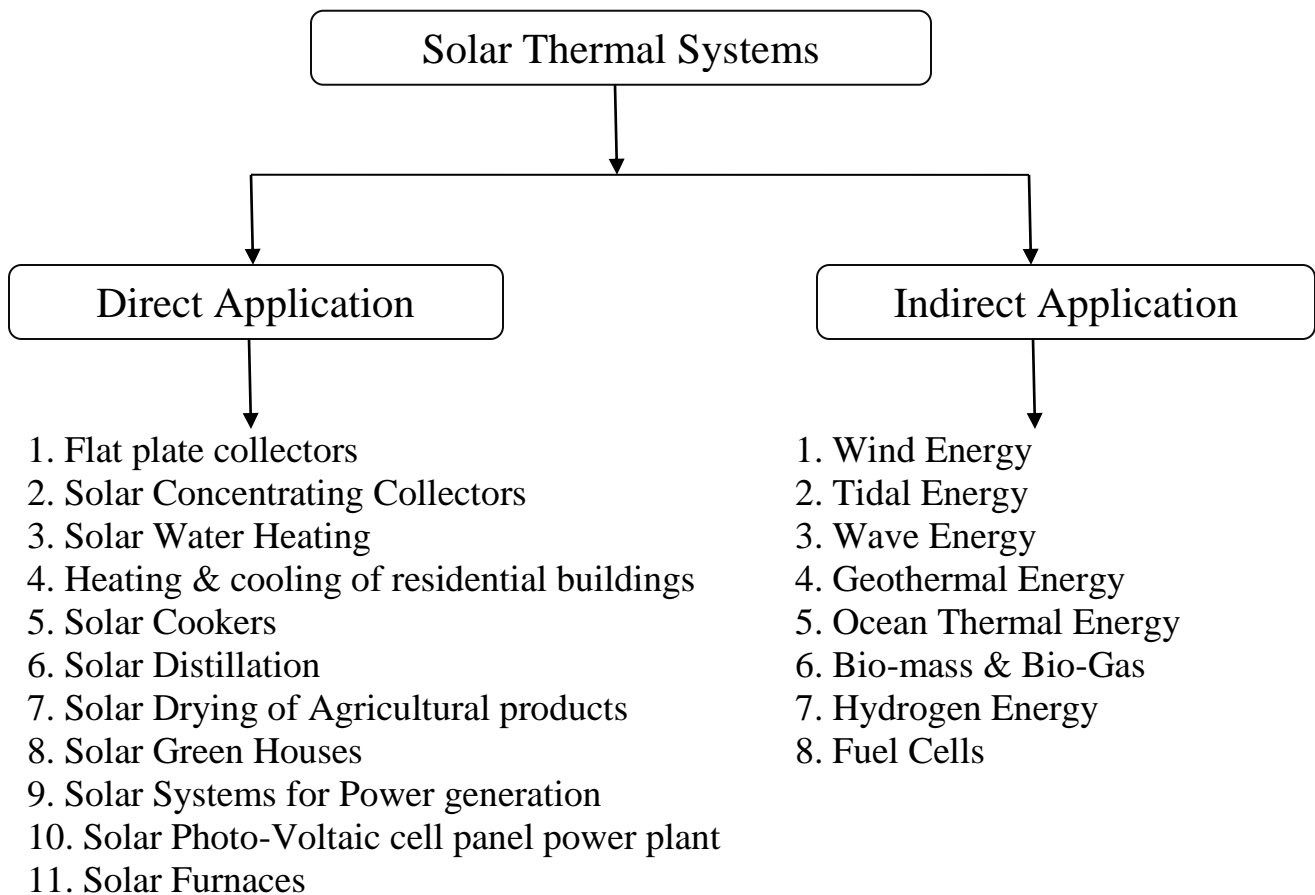 Solar Thermal Systems
Direct Application
Indirect Application
1. Flat plate collectors
2. Solar Concentrating Collectors
3. Solar Water Heating
4. Heating & cooling of residential buildings
5. Solar Cookers
6. Solar Distillation
7. Solar Drying of Agricultural products
8. Solar Green Houses
9. Solar Systems for Power generation
10. Solar Photo-Voltaic cell panel power plant
11. Solar Furnaces
1. Wind Energy
2. Tidal Energy
3. Wave Energy
4. Geothermal Energy
5. Ocean Thermal Energy
6. Bio-mass & Bio-Gas
7. Hydrogen Energy
8. Fuel Cells